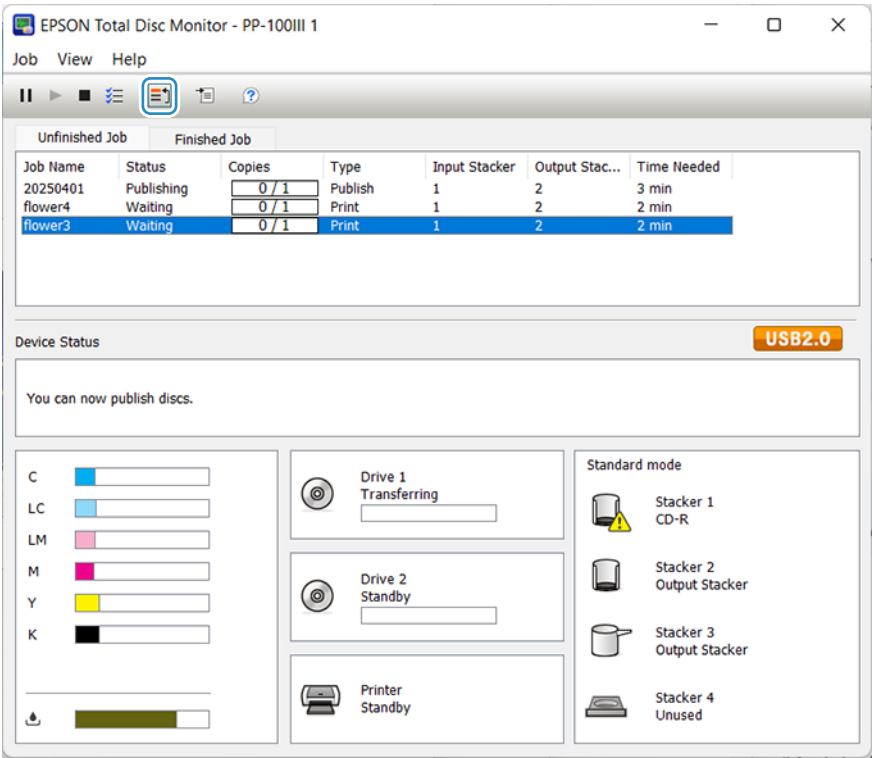 EPSON Total Disc Monitor - PP-100III 1
Job View Help
Unfinished Job Finished Job
Job Name Status Copies Type Input Stacker Output Stac... Time Needed
20250401 Publishing 0 / 1 Publish 1 2 3 min
flower4 Waiting 0 / 1 Print 1 2 2 min
flower3 Waiting 0 / 1 Print 1 2 2 min
Device Status USB2.0
You can now publish discs.
C
LC
LM
M
Y
K
Drive 1
Transferring
Drive 2
Standby
Printer
Standby
Standard mode
Stacker 1
CD-R
Stacker 2
Output Stacker
Stacker 3
Output Stacker
Stacker 4
Unused